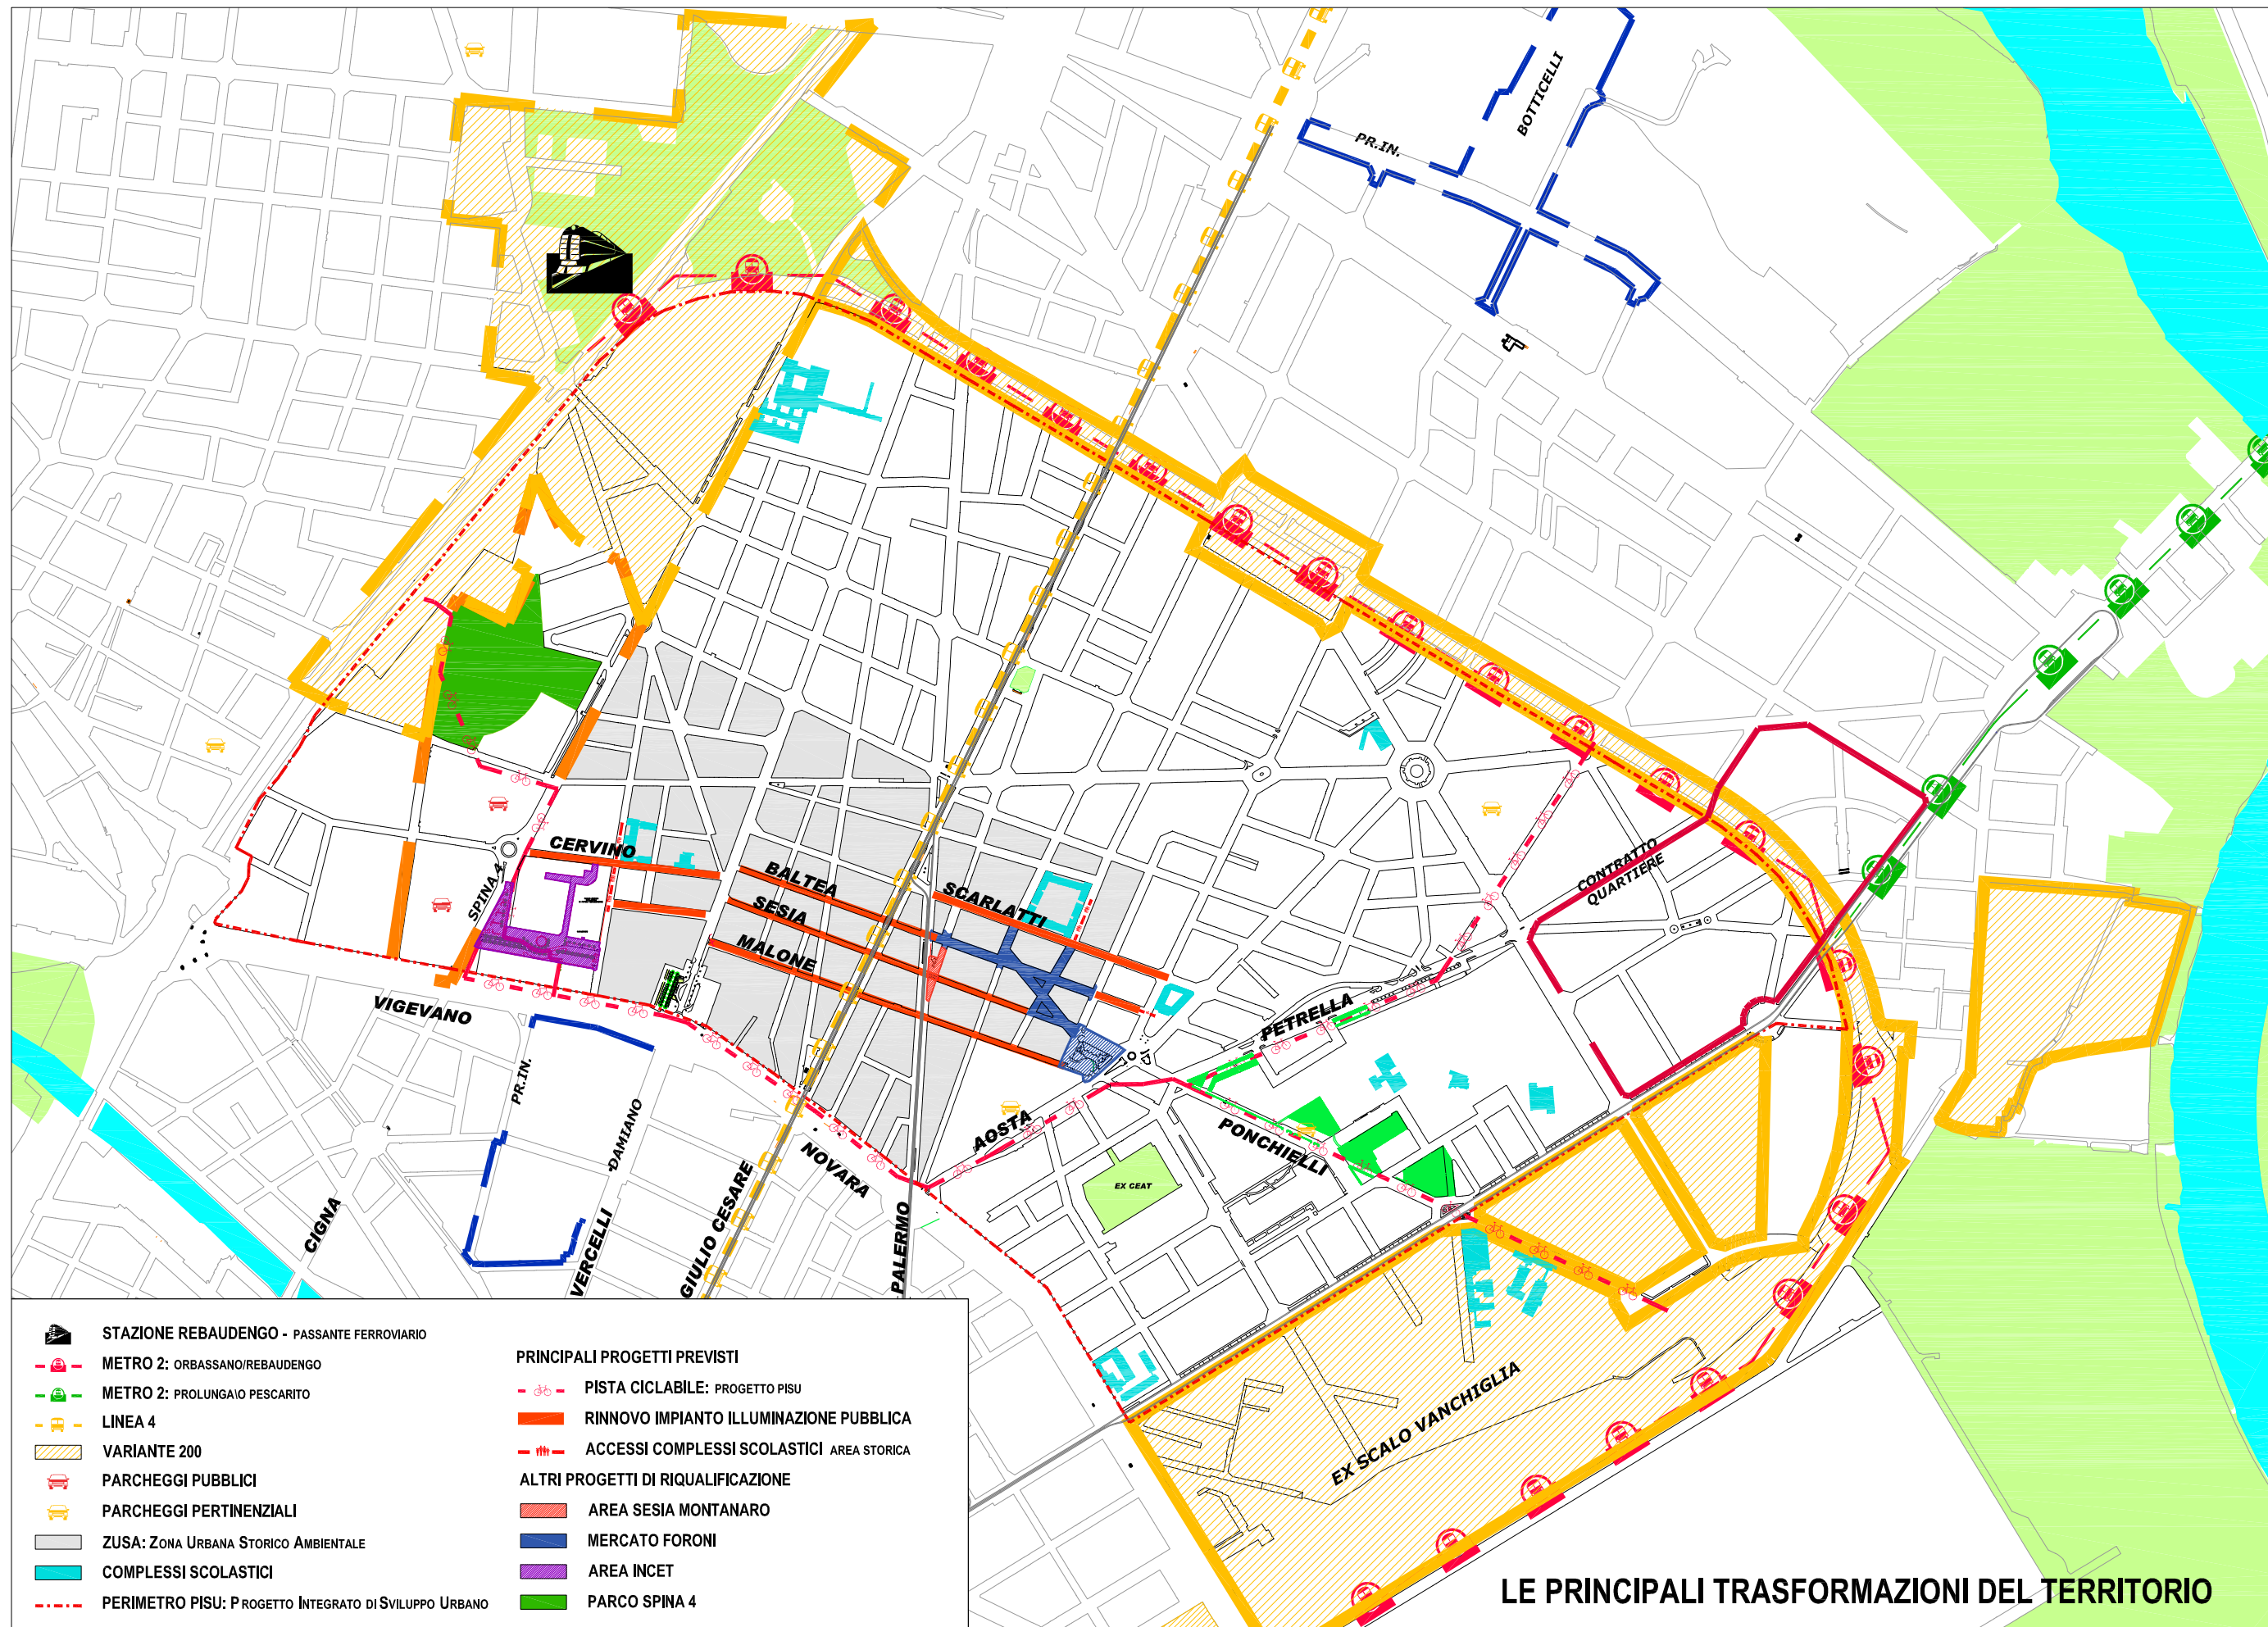 BOTTICELLI
PR.IN.
CERVINO
BALTEA
SESIA
MALONE
SCARLATTI
SPINA 4
CONTRATTO
QUARTIERE
VIGEVANO
PR.IN.
DAMIANO
CIGNA
VERCELLI
GIULIO CESARE
NOVARA
PALERMO
AOSTA
PETRELLA
PONCHIELLI
EX CEAT
EX SCALO VANCHIGLIA
STAZIONE REBAUDENGO - PASSANTE FERROVIARIO
METRO 2: ORBASSANO/REBAUDENGO
METRO 2: PROLUNGA\O PESCARITO
LINEA 4
VARIANTE 200
PARCHEGGI PUBBLICI
PARCHEGGI PERTINENZIALI
ZUSA: ZONA URBANA STORICO AMBIENTALE
COMPLESSI SCOLASTICI
PERIMETRO PISU: PROGETTO INTEGRATO DI SVILUPPO URBANO
PRINCIPALI PROGETTI PREVISTI
PISTA CICLABILE: PROGETTO PISU
RINNOVO IMPIANTO ILLUMINAZIONE PUBBLICA
ACCESSI COMPLESSI SCOLASTICI AREA STORICA
ALTRI PROGETTI DI RIQUALIFICAZIONE
AREA SESIA MONTANARO
MERCATO FORONI
AREA INCET
PARCO SPINA 4
LE PRINCIPALI TRASFORMAZIONI DEL TERRITORIO